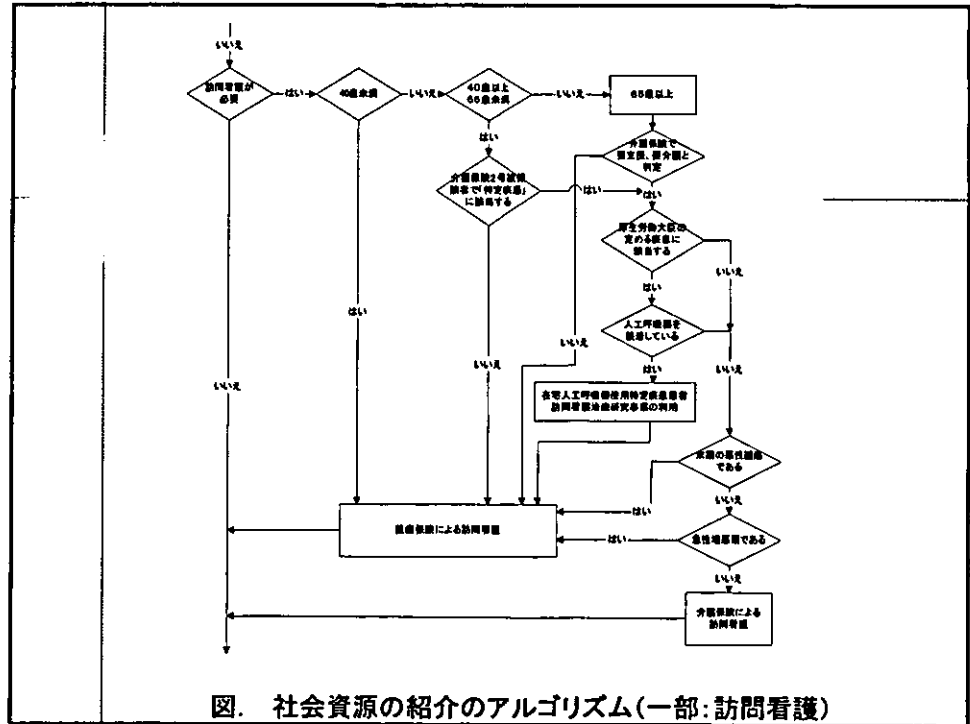 いいえ
訪問看護が
必要
はい
40歳未満
いいえ
40歳以上
65歳未満
いいえ
65歳以上
はい
介護保険で
要支援、要介護と
判定
介護保険2号被保
険者で「特定疾患」
に該当する
はい
はい
厚生労働大臣の
定める疾患に
該当する
いいえ
はい
はい
人工呼吸器を
装着している
いいえ
いいえ
いいえ
いいえ
はい
在宅人工呼吸器使用特定疾患患者
訪問看護治療研究事業の利用
末期の悪性腫瘍
である
はい
いいえ
医療保険による訪問看護
はい
急性増悪期である
いいえ
介護保険による
訪問看護
図. 社会資源の紹介のアルゴリズム(一部:訪問看護)